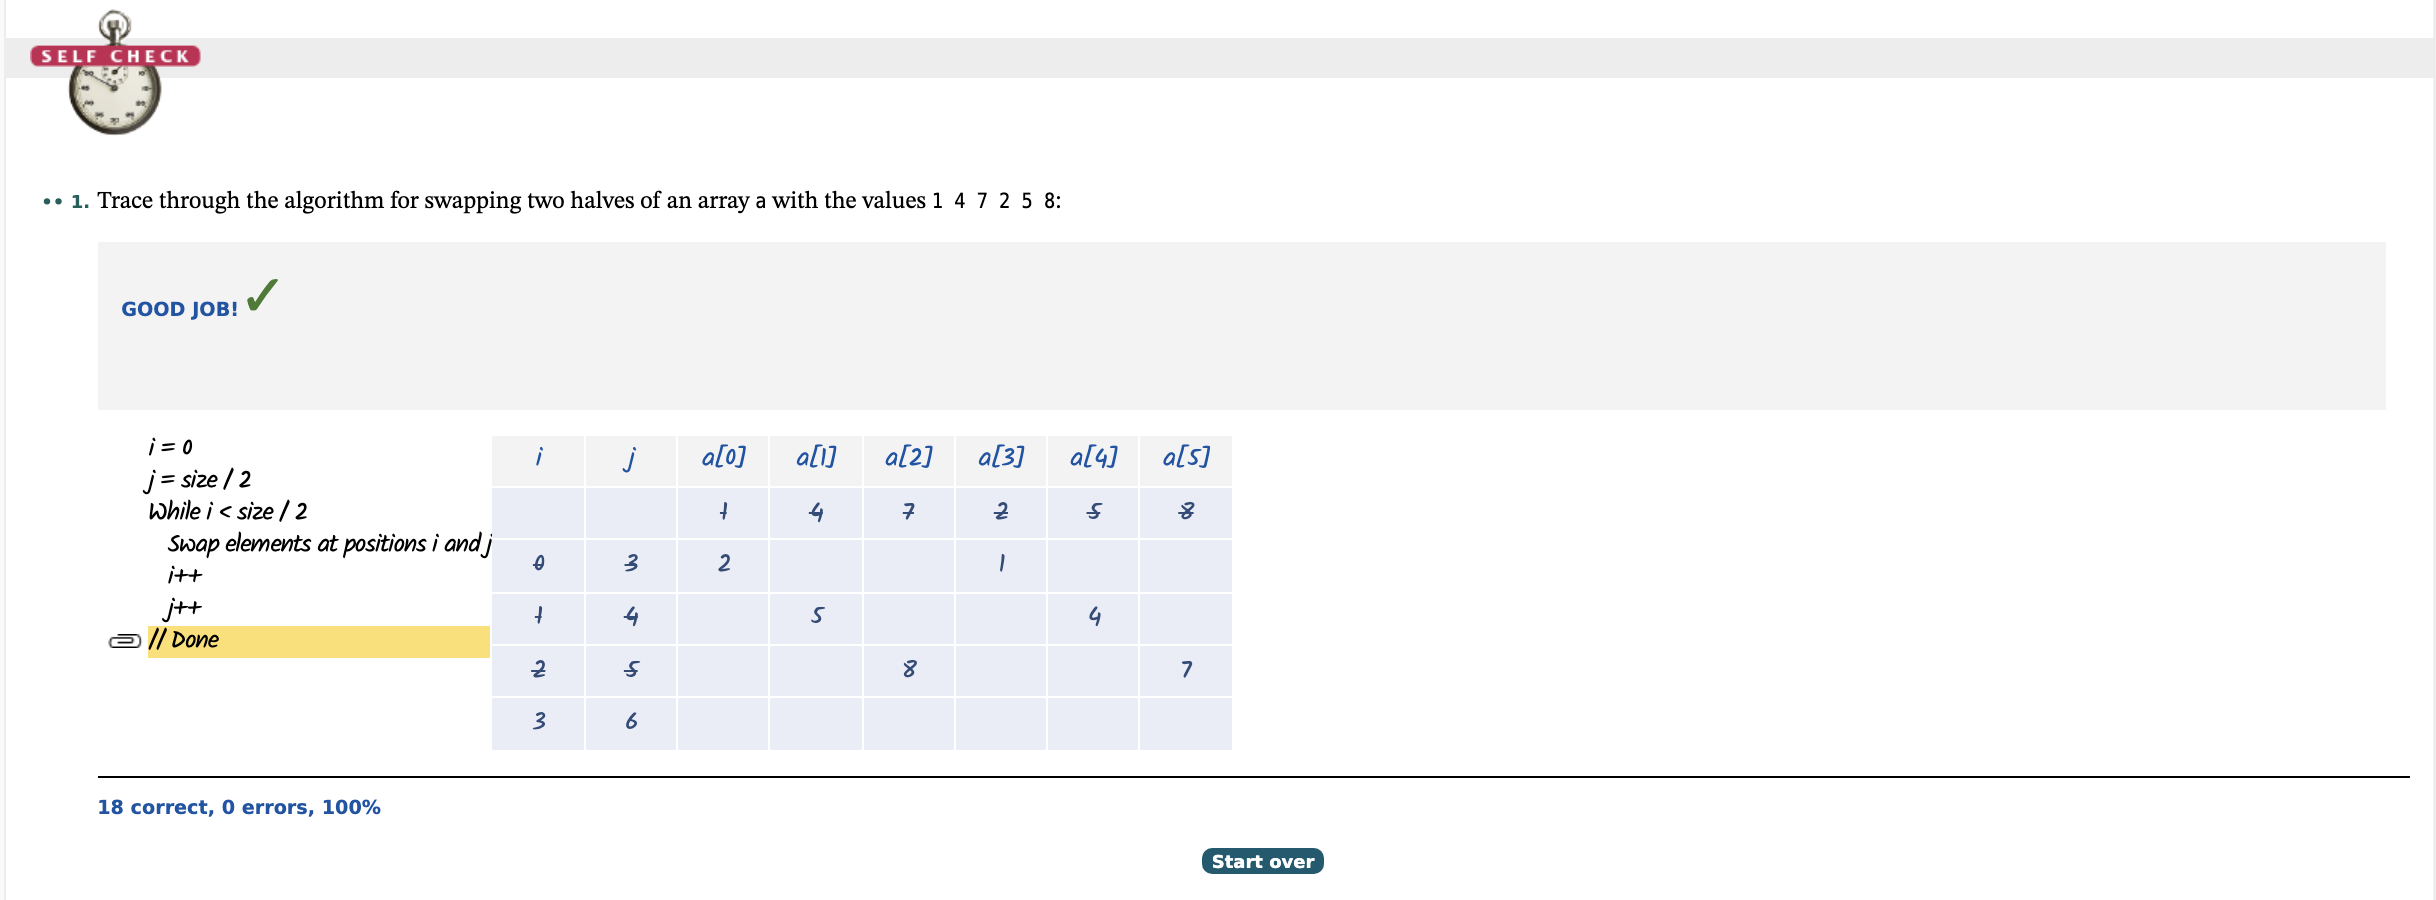 SELF CHECK
•• 1. Trace through the algorithm for swapping two halves of an array a with the values 1 4 7 2 5 8:
GOOD JOB! ✓
i = 0
j = size / 2
While i < size / 2
Swap elements at positions i and j
i++
j++
// Done
i j a[0] a[1] a[2] a[3] a[4] a[5]
1 4 7 2 5 8
0 3 2 1
1 4 5 4
2 5 8 7
3 6
18 correct, 0 errors, 100%
Start over